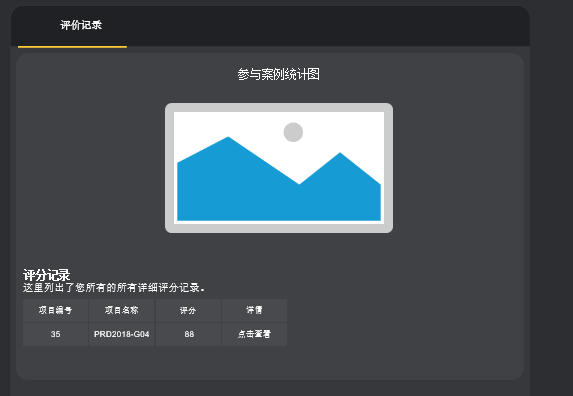 评价记录
参与案例统计图
评分记录
这里列出了您所有的所有详细评分记录。
项目编号 项目名称 评分 详情
35 PRD2018-G04 88 点击查看